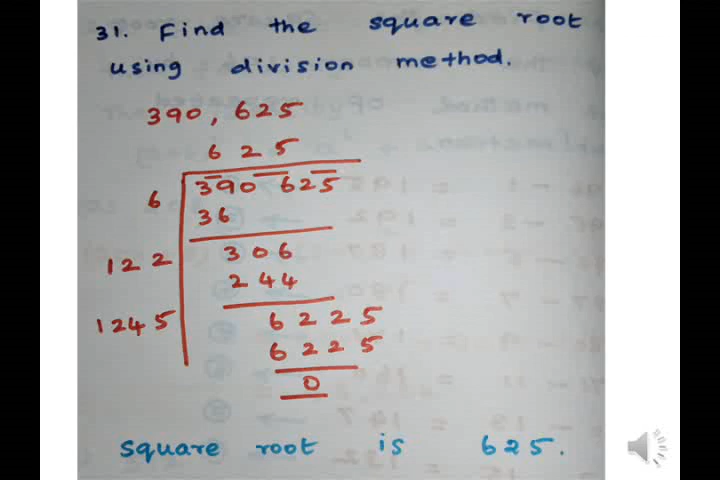 31. Find the square root
using division method.
390, 625
625
6 390 625
36
122 306
244
1245 6225
6225
0
square root is 625.